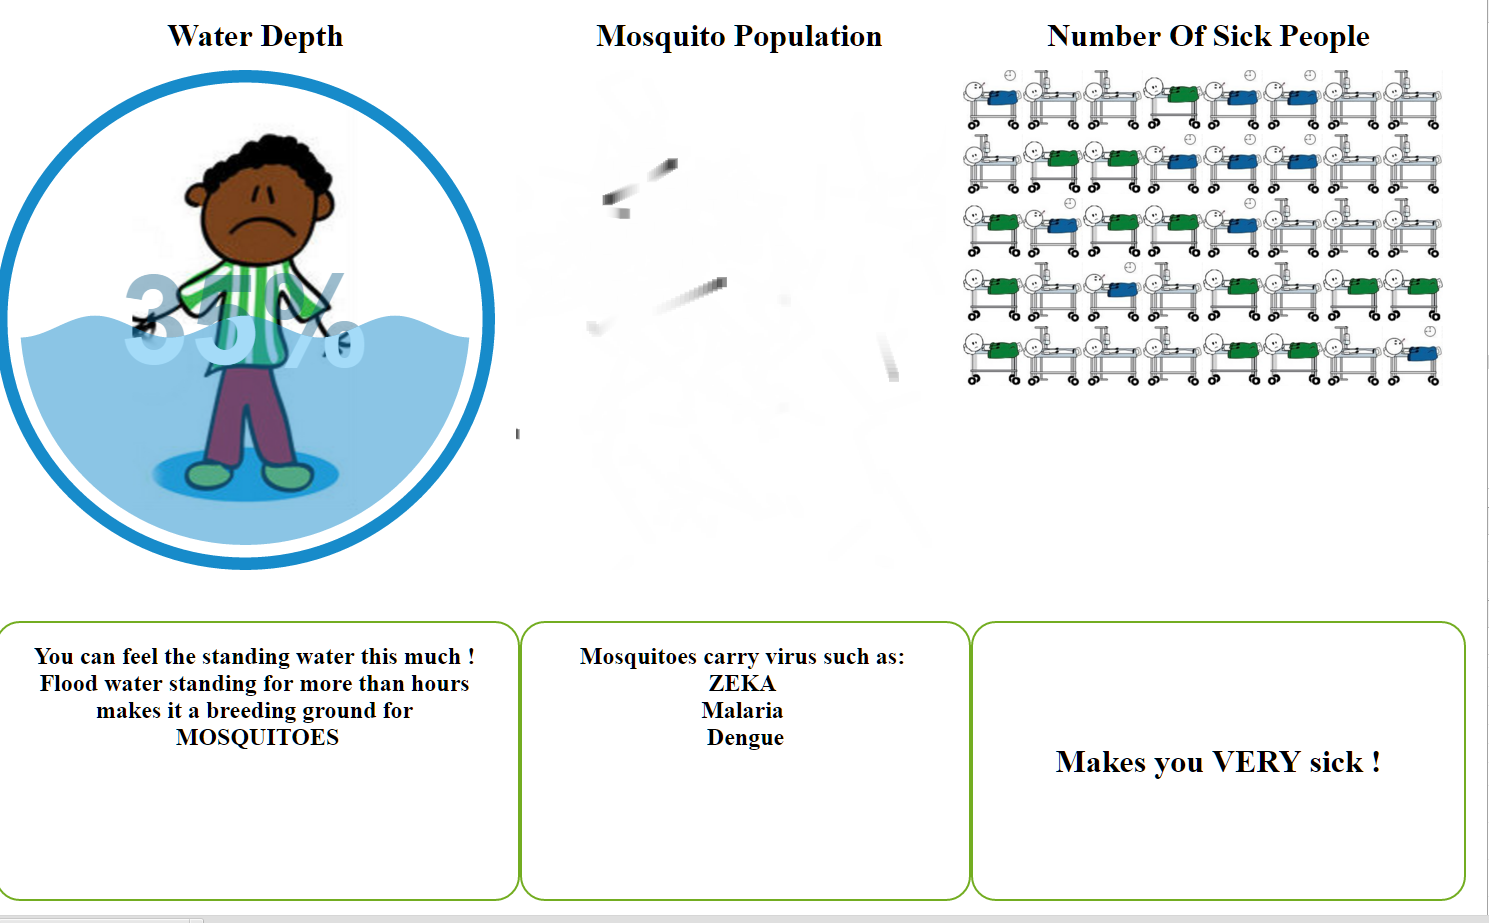 Water Depth
Mosquito Population
Number Of Sick People
35%
You can feel the standing water this much !
Flood water standing for more than hours
makes it a breeding ground for
MOSQUITOES
Mosquitoes carry virus such as:
ZEKA
Malaria
Dengue
Makes you VERY sick !